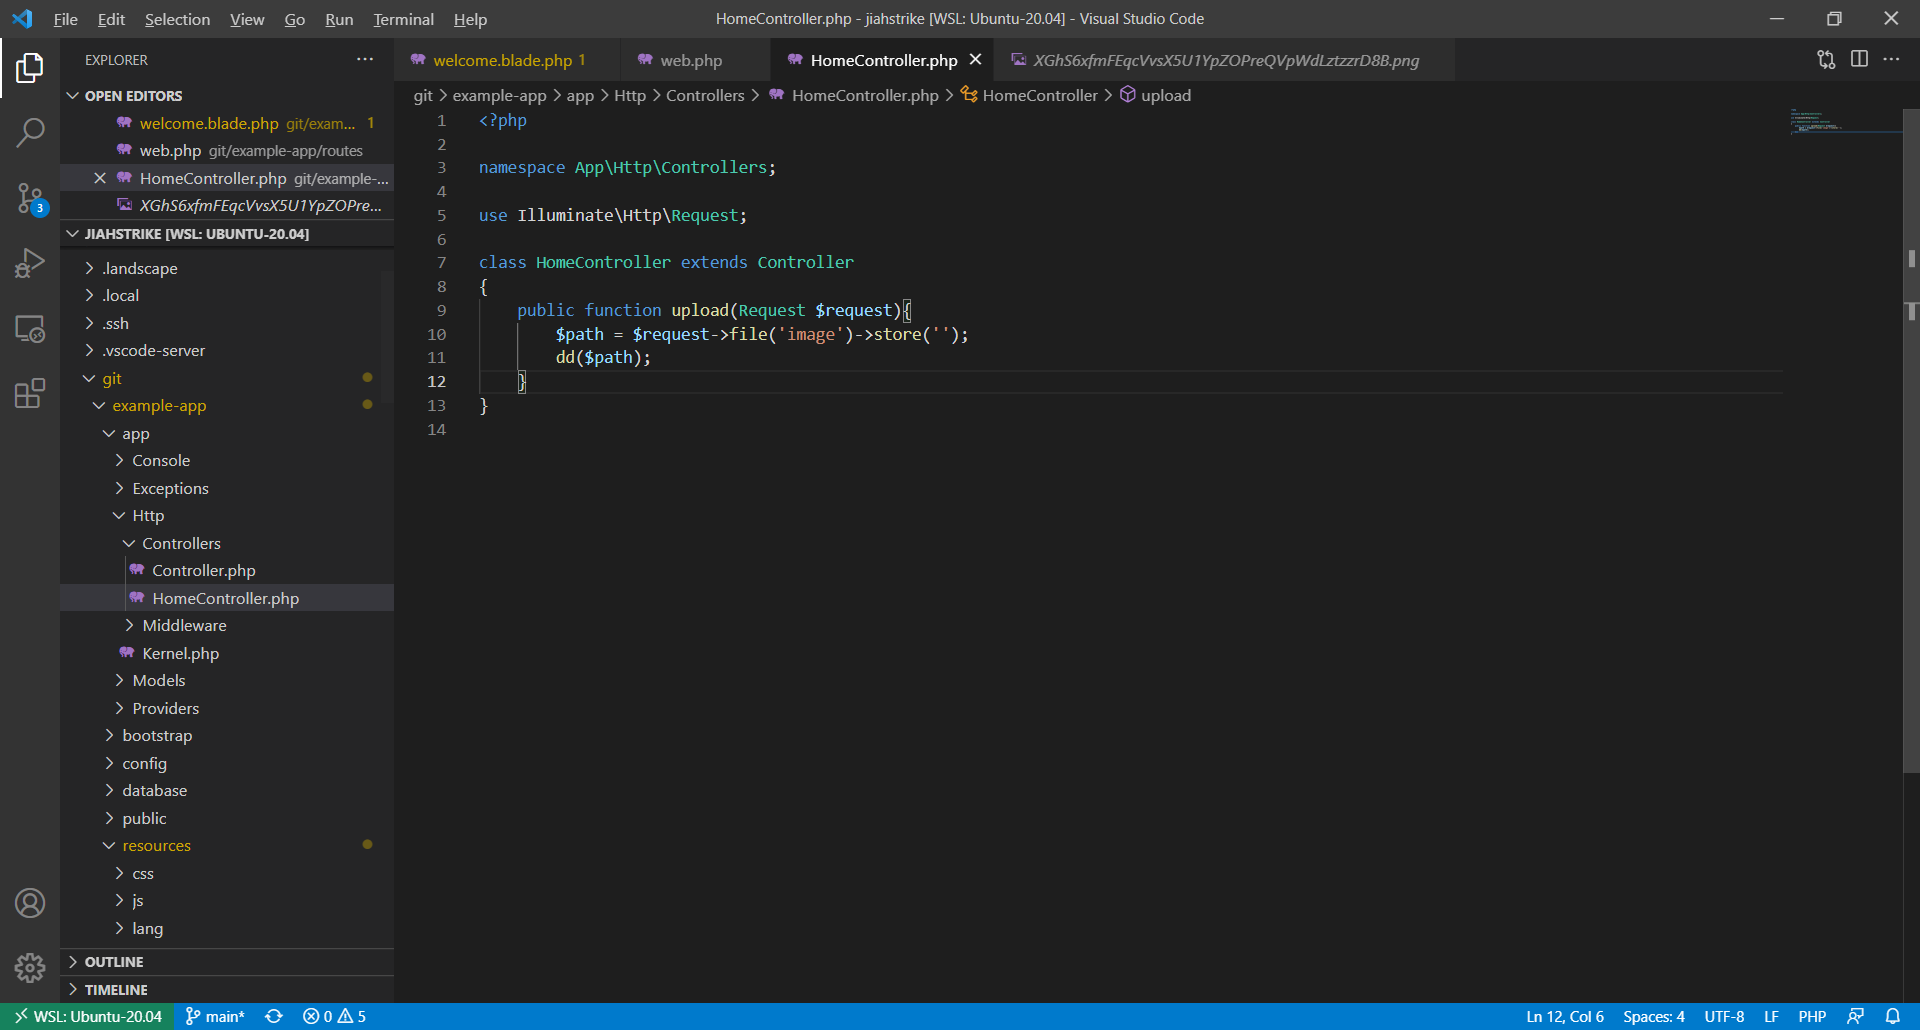 File Edit Selection View Go Run Terminal Help
HomeController.php - jiahstrike [WSL: Ubuntu-20.04] - Visual Studio Code
EXPLORER
OPEN EDITORS
welcome.blade.php git/exam... 1
web.php git/example-app/routes
HomeController.php git/example-...
XGhS6xfmFEqcVvsX5U1YpZOPre...
JIAHSTRIKE [WSL: UBUNTU-20.04]
.landscape
.local
.ssh
.vscode-server
git
example-app
app
Console
Exceptions
Http
Controllers
Controller.php
HomeController.php
Middleware
Kernel.php
Models
Providers
bootstrap
config
database
public
resources
css
js
lang
OUTLINE
TIMELINE
3
welcome.blade.php 1
web.php
HomeController.php
XGhS6xfmFEqcVvsX5U1YpZOPreQVpWdLztzzrD8B.png
git > example-app > app > Http > Controllers > HomeController.php > HomeController > upload
1 <?php
2
3 namespace App\Http\Controllers;
4
5 use Illuminate\Http\Request;
6
7 class HomeController extends Controller
8 {
9 public function upload(Request $request){
10 $path = $request->file('image')->store('');
11 dd($path);
12 }
13 }
14
WSL: Ubuntu-20.04 main* 0 5
Ln 12, Col 6 Spaces: 4 UTF-8 LF PHP